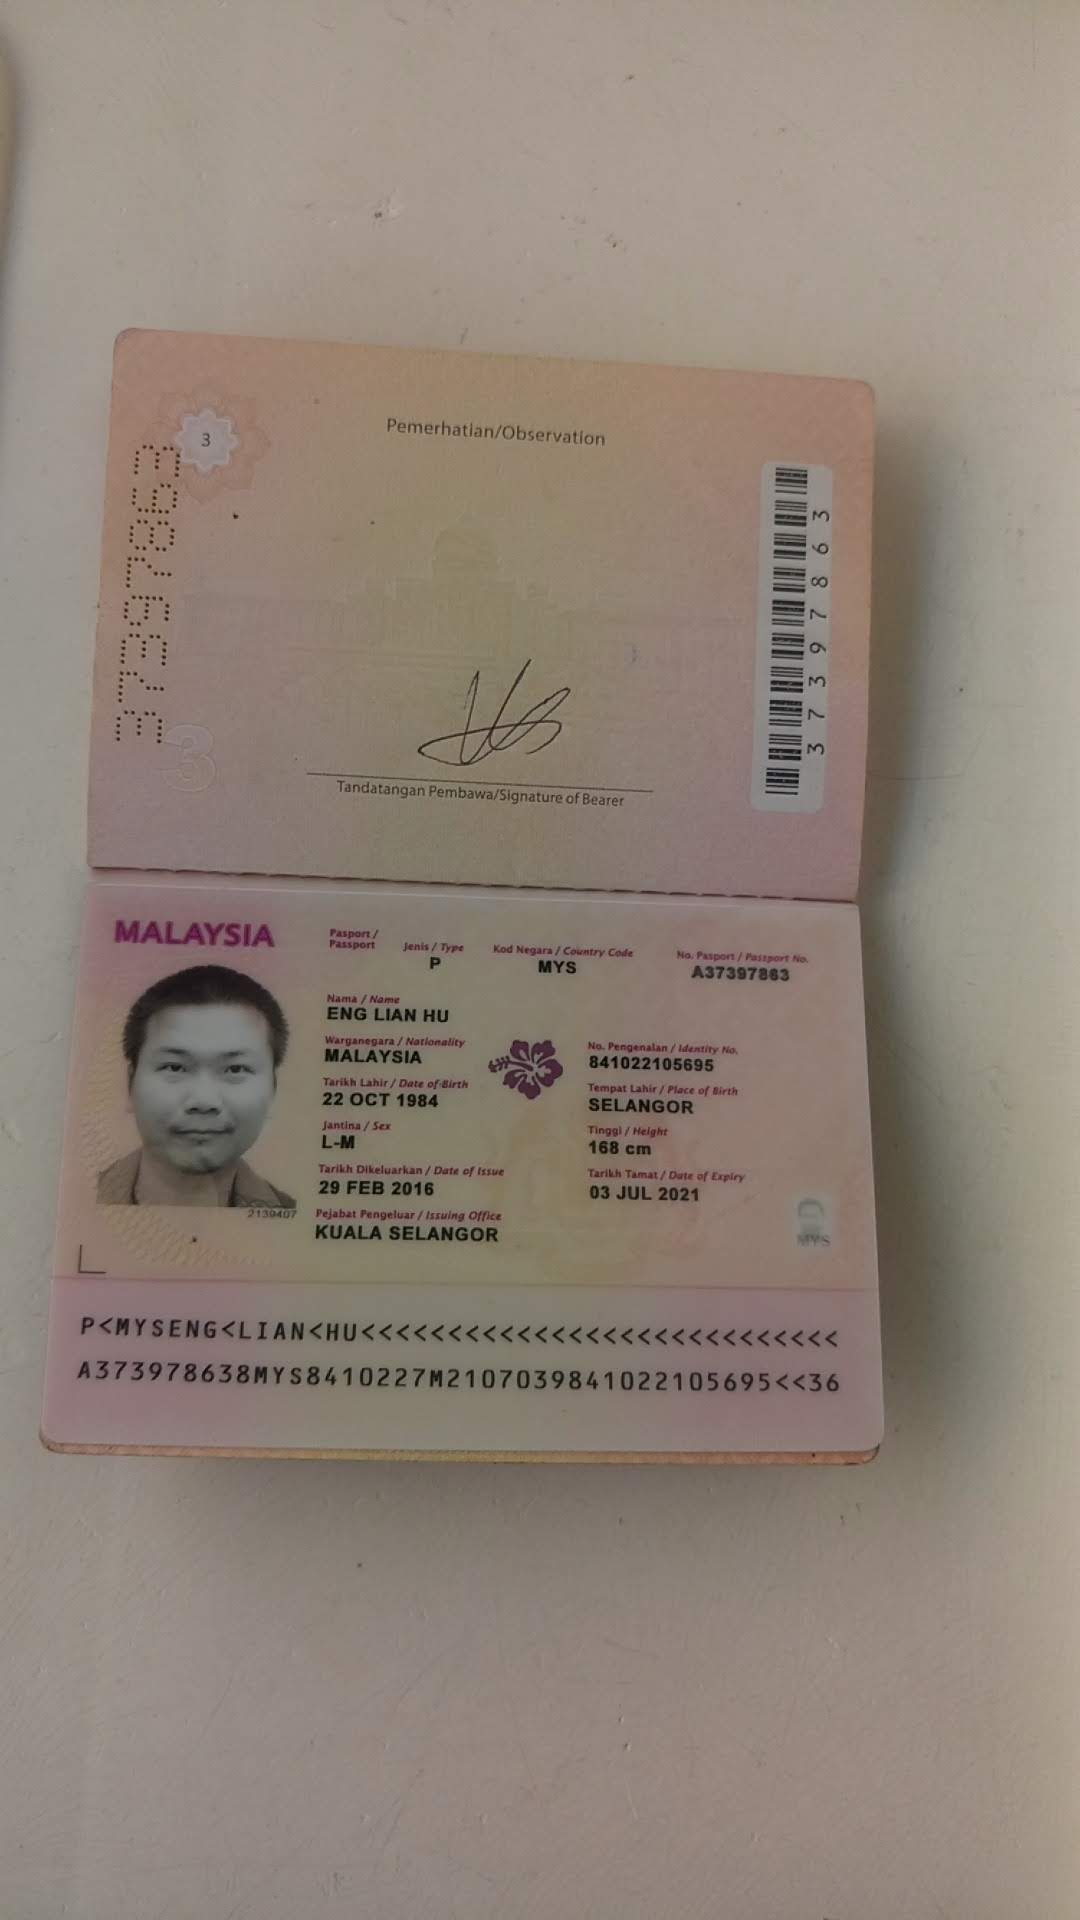 3
37397863
Pemerhatian/Observation
37397863
3
Tandatangan Pembawa/Signature of Bearer
MALAYSIA
Pasport / Passport
Jenis / Type
P
Kod Negara / Country Code
MYS
No. Pasport / Passport No.
A37397863
Nama / Name
ENG LIAN HU
Warganegara / Nationality
MALAYSIA
No. Pengenalan / Identity No.
841022105695
Tarikh Lahir / Date of Birth
22 OCT 1984
Tempat Lahir / Place of Birth
SELANGOR
Jantina / Sex
L-M
Tinggi / Height
168 cm
Tarikh Dikeluarkan / Date of Issue
29 FEB 2016
Tarikh Tamat / Date of Expiry
03 JUL 2021
2139407
Pejabat Pengeluar / Issuing Office
KUALA SELANGOR
MYS
P<MYSENG<LIAN<HU<<<<<<<<<<<<<<<<<<<<<<<<<<<<
A373978638MYS8410227M2107039841022105695<<36